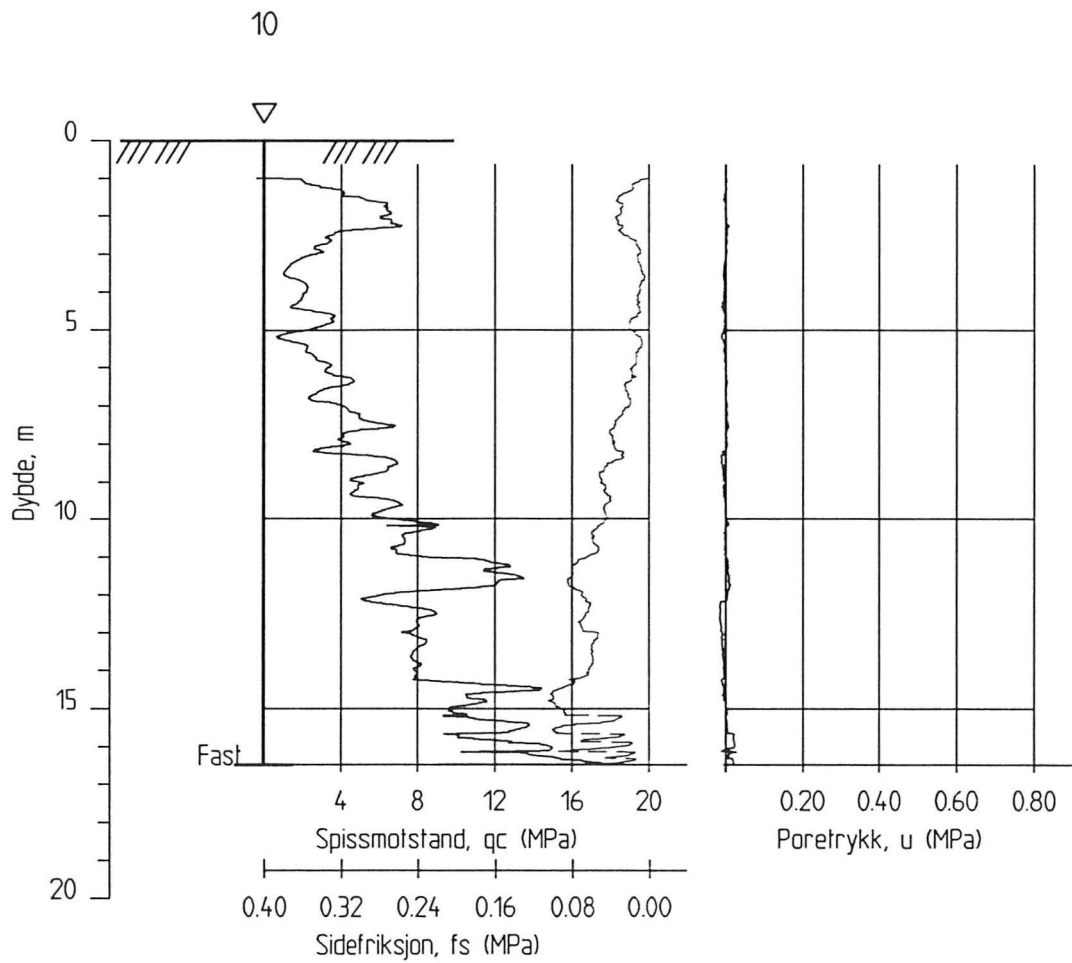 10
0
5
10
15
20
Dybde, m
Fast
4 8 12 16 20
Spissmotstand, qc (MPa)
0.40 0.32 0.24 0.16 0.08 0.00
Sidefriksjon, fs (MPa)
0.20 0.40 0.60 0.80
Poretrykk, u (MPa)